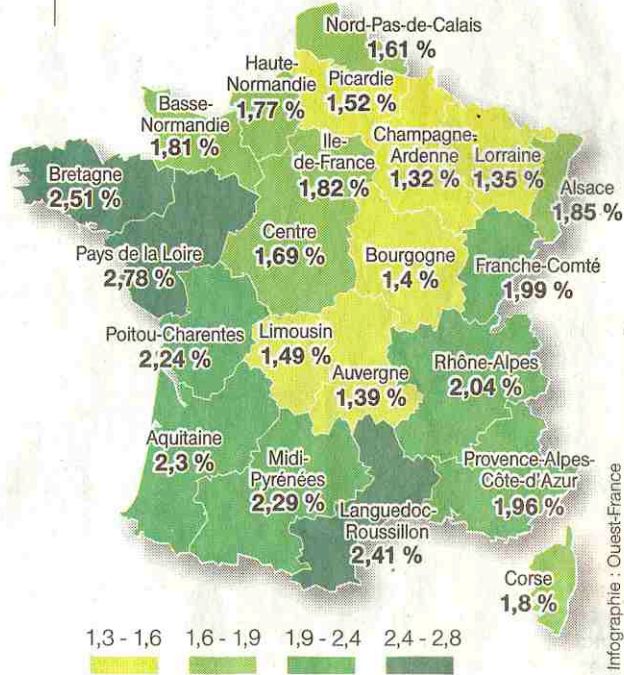 Nord-Pas-de-Calais
1,61 %
Haute-
Normandie
1,77 %
Picardie
1,52 %
Basse-
Normandie
1,81 %
Ile-
de-France
1,82 %
Champagne-
Ardenne
1,32 %
Lorraine
1,35 %
Alsace
1,85 %
Bretagne
2,51 %
Pays de la Loire
2,78 %
Centre
1,69 %
Bourgogne
1,4 %
Franche-Comté
1,99 %
Poitou-Charentes
2,24 %
Limousin
1,49 %
Auvergne
1,39 %
Rhône-Alpes
2,04 %
Aquitaine
2,3 %
Midi-
Pyrénées
2,29 %
Languedoc-
Roussillon
2,41 %
Provence-Alpes-
Côte-d'Azur
1,96 %
Corse
1,8 %
1,3 - 1,6
1,6 - 1,9
1,9 - 2,4
2,4 - 2,8
Infographie : Ouest-France